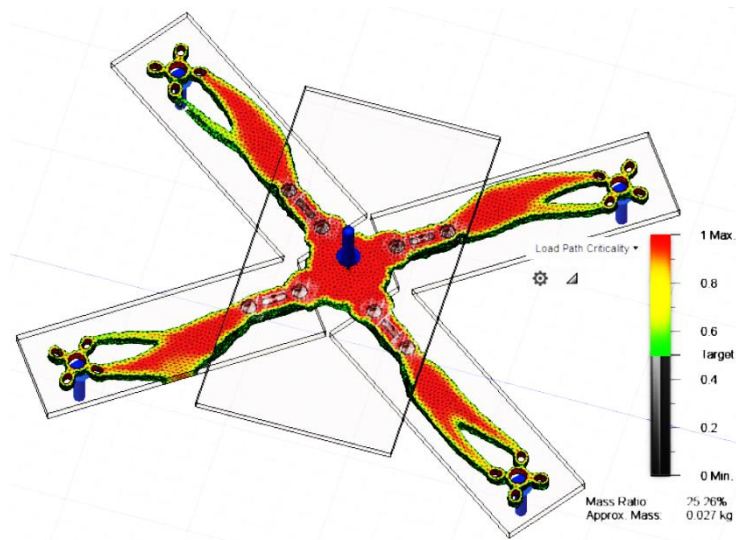 Load Path Criticality
1 Max.
0.8
0.6
Target
0.4
0.2
0 Min.
Mass Ratio: 25.26%
Approx. Mass: 0.027 kg